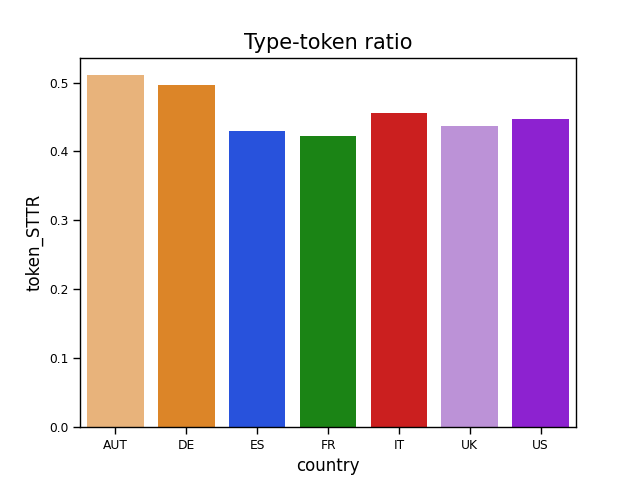 Type-token ratio
token_STTR
0.5
0.4
0.3
0.2
0.1
0.0
AUT DE ES FR IT UK US
country